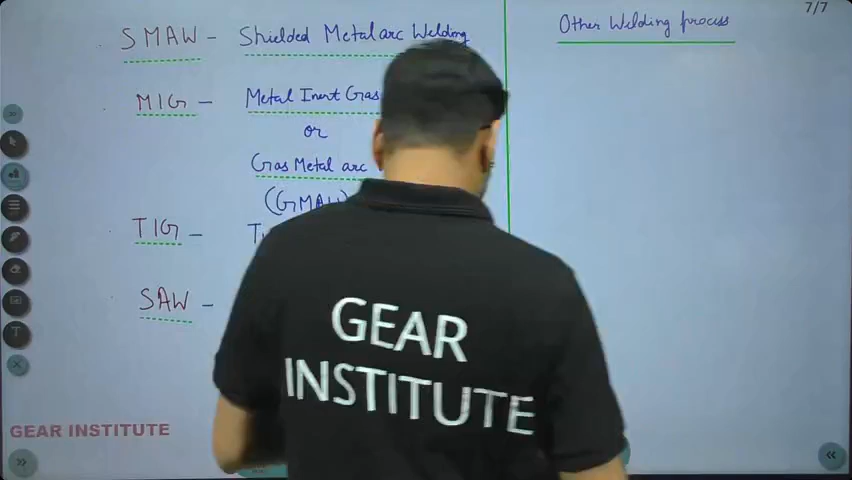 7/7
SMAW - Shielded Metal arc Welding
MIG - Metal Inert Gas
or
Gas Metal arc
(GMAW)
TIG -
SAW -
Other Welding process
GEAR
INSTITUTE
GEAR INSTITUTE